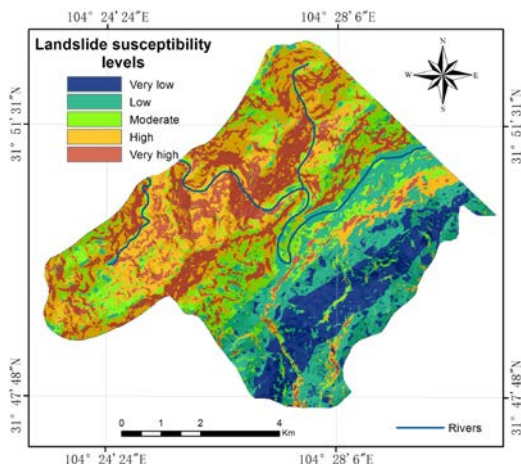 104° 24′ 24″E
104° 28′ 6″E
Landslide susceptibility
levels
Very low
Low
Moderate
High
Very high
N
W
E
S
31° 51′ 31″N
31° 51′ 31″N
31° 47′ 48″N
31° 47′ 48″N
0 1 2 4
Km
Rivers
104° 24′ 24″E
104° 28′ 6″E